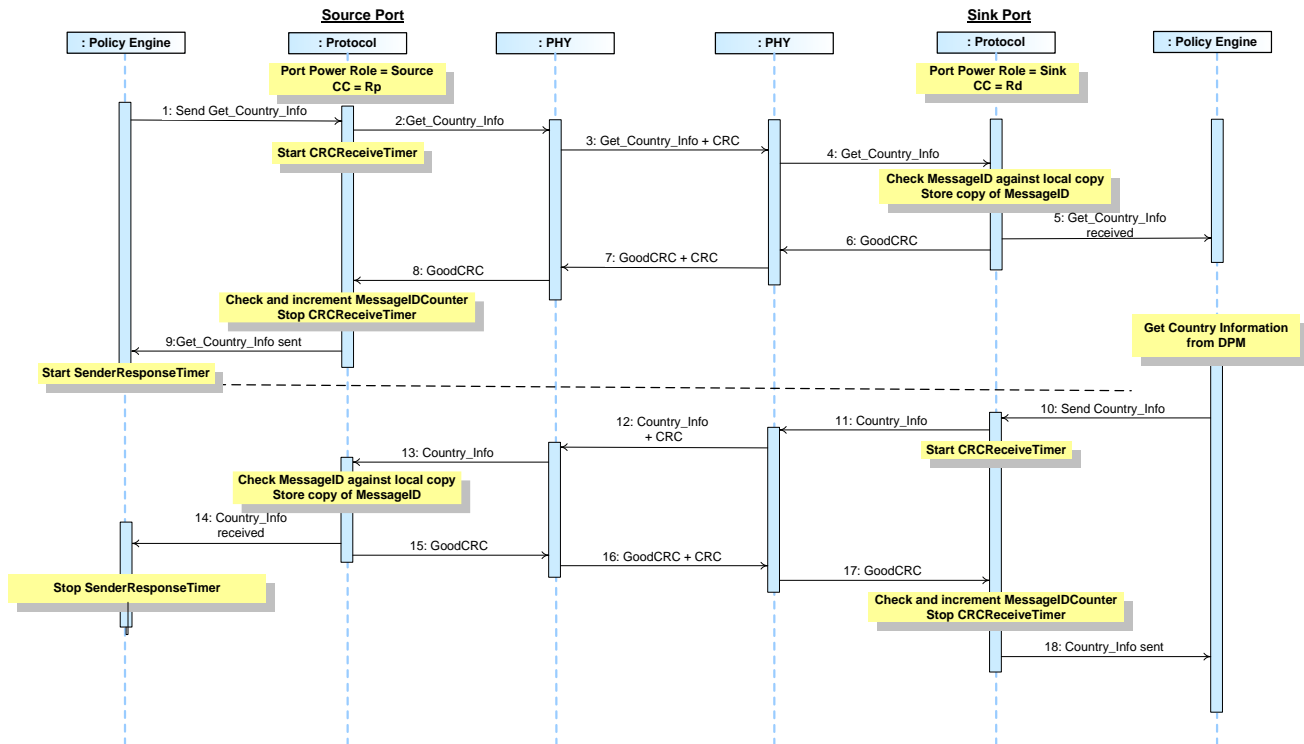 Source Port
Sink Port
: Policy Engine
: Protocol
: PHY
: PHY
: Protocol
: Policy Engine
Port Power Role = Source
CC = Rp
Port Power Role = Sink
CC = Rd
1: Send Get_Country_Info
2:Get_Country_Info
Start CRCReceiveTimer
3: Get_Country_Info + CRC
4: Get_Country_Info
Check MessageID against local copy
Store copy of MessageID
5: Get_Country_Info
received
6: GoodCRC
7: GoodCRC + CRC
8: GoodCRC
Check and increment MessageIDCounter
Stop CRCReceiveTimer
9:Get_Country_Info sent
Start SenderResponseTimer
Get Country Information
from DPM
10: Send Country_Info
11: Country_Info
Start CRCReceiveTimer
12: Country_Info
+ CRC
13: Country_Info
Check MessageID against local copy
Store copy of MessageID
14: Country_Info
received
15: GoodCRC
16: GoodCRC + CRC
17: GoodCRC
Stop SenderResponseTimer
Check and increment MessageIDCounter
Stop CRCReceiveTimer
18: Country_Info sent